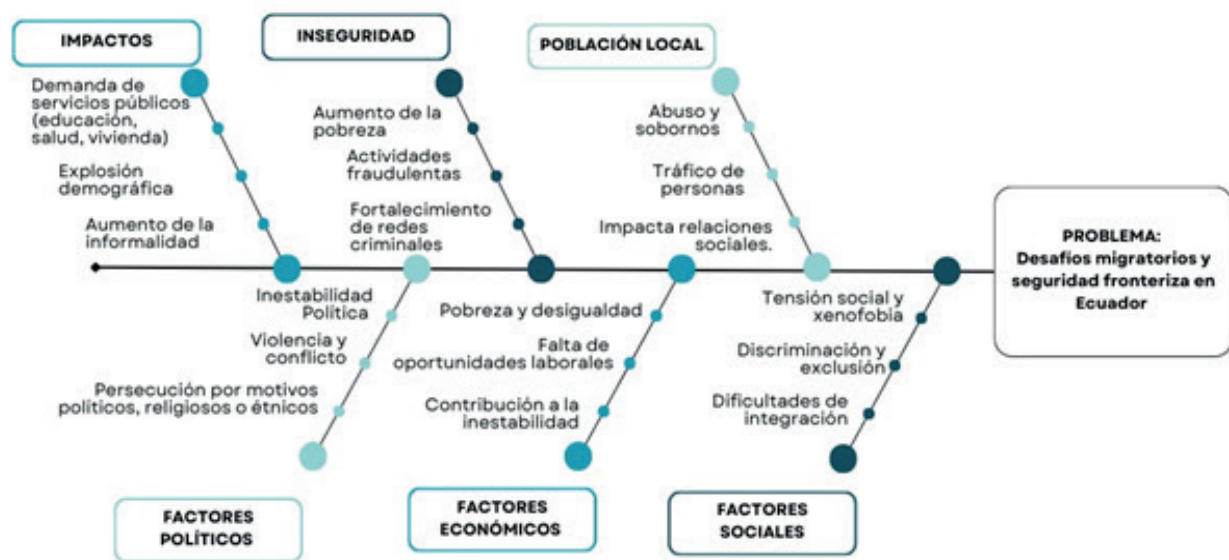 IMPACTOS
Demanda de
servicios públicos
(educación,
salud, vivienda)
Explosión
demográfica
Aumento de la
informalidad
INSEGURIDAD
Aumento de la
pobreza
Actividades
fraudulentas
Fortalecimiento
de redes
criminales
POBLACIÓN LOCAL
Abuso y
sobornos
Tráfico de
personas
Impacta relaciones
sociales.
PROBLEMA:
Desafíos migratorios y
seguridad fronteriza en
Ecuador
Inestabilidad
Política
Violencia y
conflicto
Persecución por motivos
políticos, religiosos o étnicos
FACTORES
POLÍTICOS
Pobreza y desigualdad
Falta de
oportunidades laborales
Contribución a la
inestabilidad
FACTORES
ECONÓMICOS
Tensión social y
xenofobia
Discriminación y
exclusión
Dificultades de
integración
FACTORES
SOCIALES